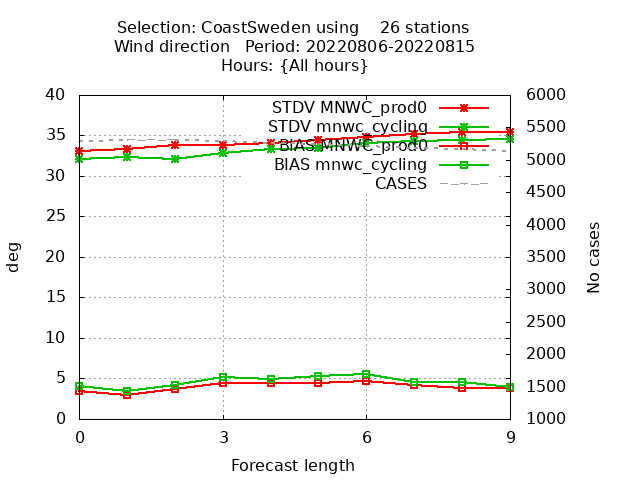 Selection: CoastSweden using    26 stations
Wind direction   Period: 20220806-20220815
Hours: {All hours}
STDV MNWC_prod0
STDV mnwc_cycling
BIAS MNWC_prod0
BIAS mnwc_cycling
CASES
40
35
30
25
20
15
10
5
0
6000
5500
5000
4500
4000
3500
3000
2500
2000
1500
1000
deg
No cases
0 3 6 9
Forecast length